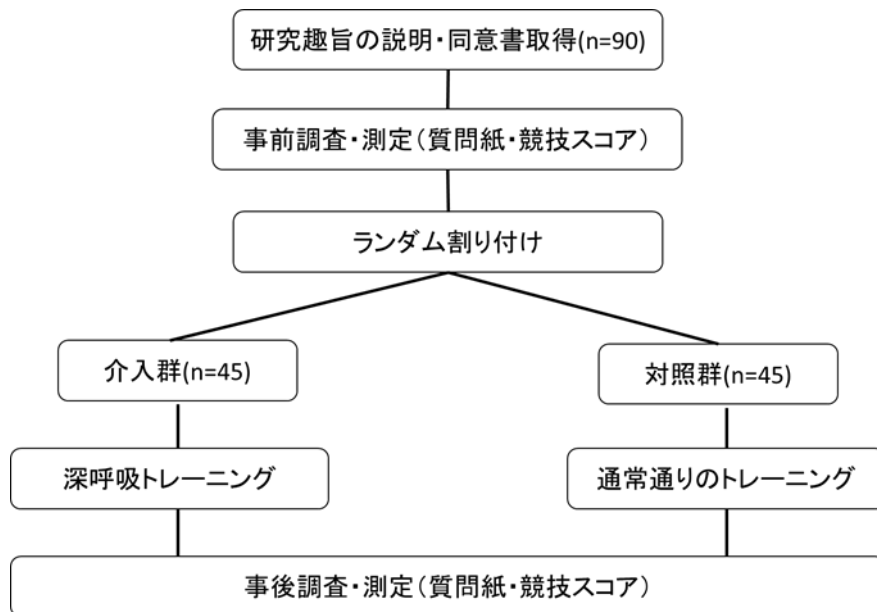 研究趣旨の説明・同意書取得(n=90)
事前調査・測定（質問紙・競技スコア）
ランダム割り付け
介入群(n=45)
対照群(n=45)
深呼吸トレーニング
通常通りのトレーニング
事後調査・測定（質問紙・競技スコア）